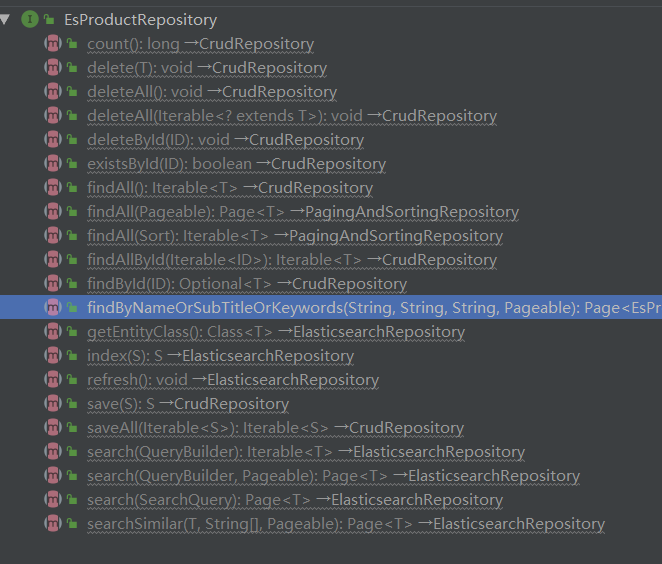 EsProductRepository
count(): long →CrudRepository
delete(T): void →CrudRepository
deleteAll(): void →CrudRepository
deleteAll(Iterable<? extends T>): void →CrudRepository
deleteById(ID): void →CrudRepository
existsById(ID): boolean →CrudRepository
findAll(): Iterable<T> →CrudRepository
findAll(Pageable): Page<T> →PagingAndSortingRepository
findAll(Sort): Iterable<T> →PagingAndSortingRepository
findAllById(Iterable<ID>): Iterable<T> →CrudRepository
findById(ID): Optional<T> →CrudRepository
findByNameOrSubTitleOrKeywords(String, String, String, Pageable): Page<EsPr
getEntityClass(): Class<T> →ElasticsearchRepository
index(S): S →ElasticsearchRepository
refresh(): void →ElasticsearchRepository
save(S): S →CrudRepository
saveAll(Iterable<S>): Iterable<S> →CrudRepository
search(QueryBuilder): Iterable<T> →ElasticsearchRepository
search(QueryBuilder, Pageable): Page<T> →ElasticsearchRepository
search(SearchQuery): Page<T> →ElasticsearchRepository
searchSimilar(T, String[], Pageable): Page<T> →ElasticsearchRepository